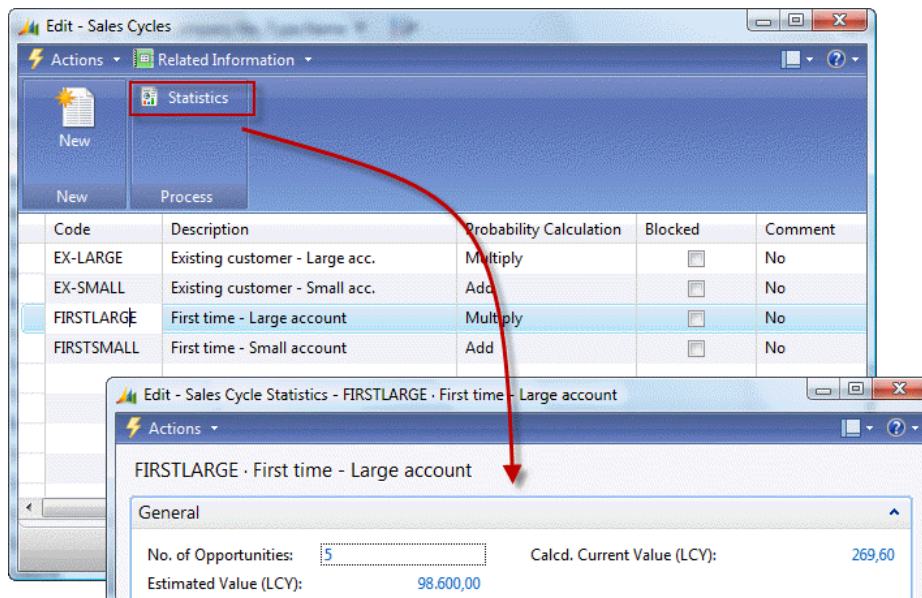 Edit - Sales Cycles
Actions Related Information
Statistics
New
New Process
Code Description Probability Calculation Blocked Comment
EX-LARGE Existing customer - Large acc. Multiply No
EX-SMALL Existing customer - Small acc. Add No
FIRSTLARGE First time - Large account Multiply No
FIRSTSMALL First time - Small account Add No
Edit - Sales Cycle Statistics - FIRSTLARGE · First time - Large account
Actions
FIRSTLARGE · First time - Large account
General
No. of Opportunities: 5 Calcd. Current Value (LCY): 269,60
Estimated Value (LCY): 98.600,00